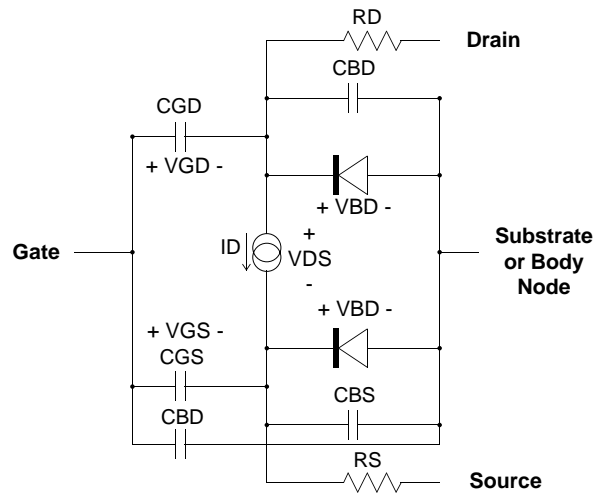 RD
Drain
CBD
CGD
+ VGD -
+ VBD -
Gate
ID
+
VDS
-
Substrate
or Body
Node
+ VBD -
+ VGS -
CGS
CBS
CBD
RS
Source